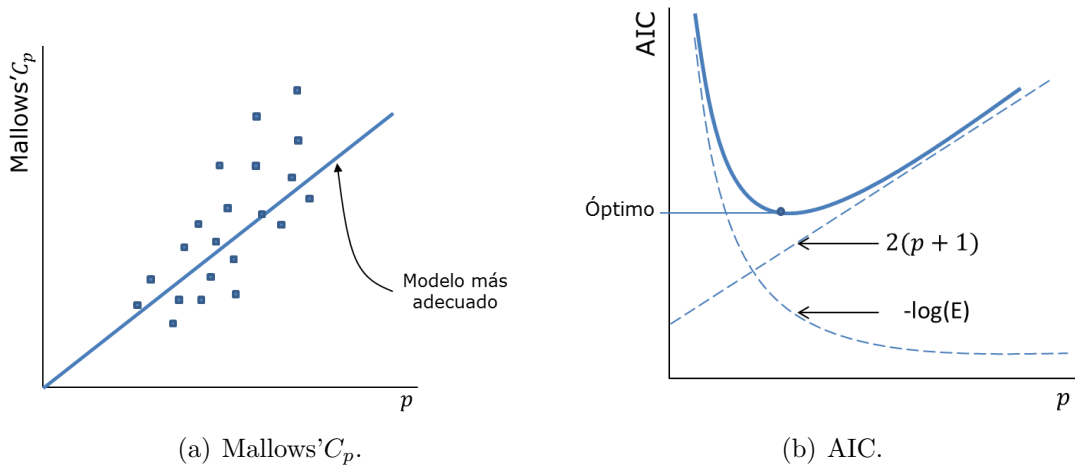 Mallows'Cₚ
Modelo más
adecuado
p
(a) Mallows'Cₚ.
AIC
Óptimo
2(p + 1)
-log(E)
p
(b) AIC.